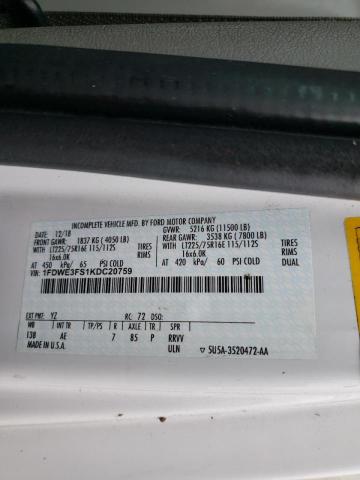 INCOMPLETE VEHICLE MFD. BY FORD MOTOR COMPANY
DATE: 12/18 GVWR: 5216 KG (11500 LB)
FRONT GAWR: 1837 KG (4050 LB) REAR GAWR: 3538 KG (7800 LB)
WITH LT225/75R16E 115/112S TIRES WITH LT225/75R16E 115/112S TIRES
16x6.0K RIMS 16x6.0K RIMS
AT 450 kPa/ 65 PSI COLD AT 420 kPa/ 60 PSI COLD DUAL
1FDWE3FS1KDC20759
EXT PNT: YZ RC: 72 DSO:
WB INT TR TP/PS R AXLE TR SPR
138 AE 7 85 P RRVV
MADE IN U.S.A. ULN ▽ 5U5A-3520472-AA